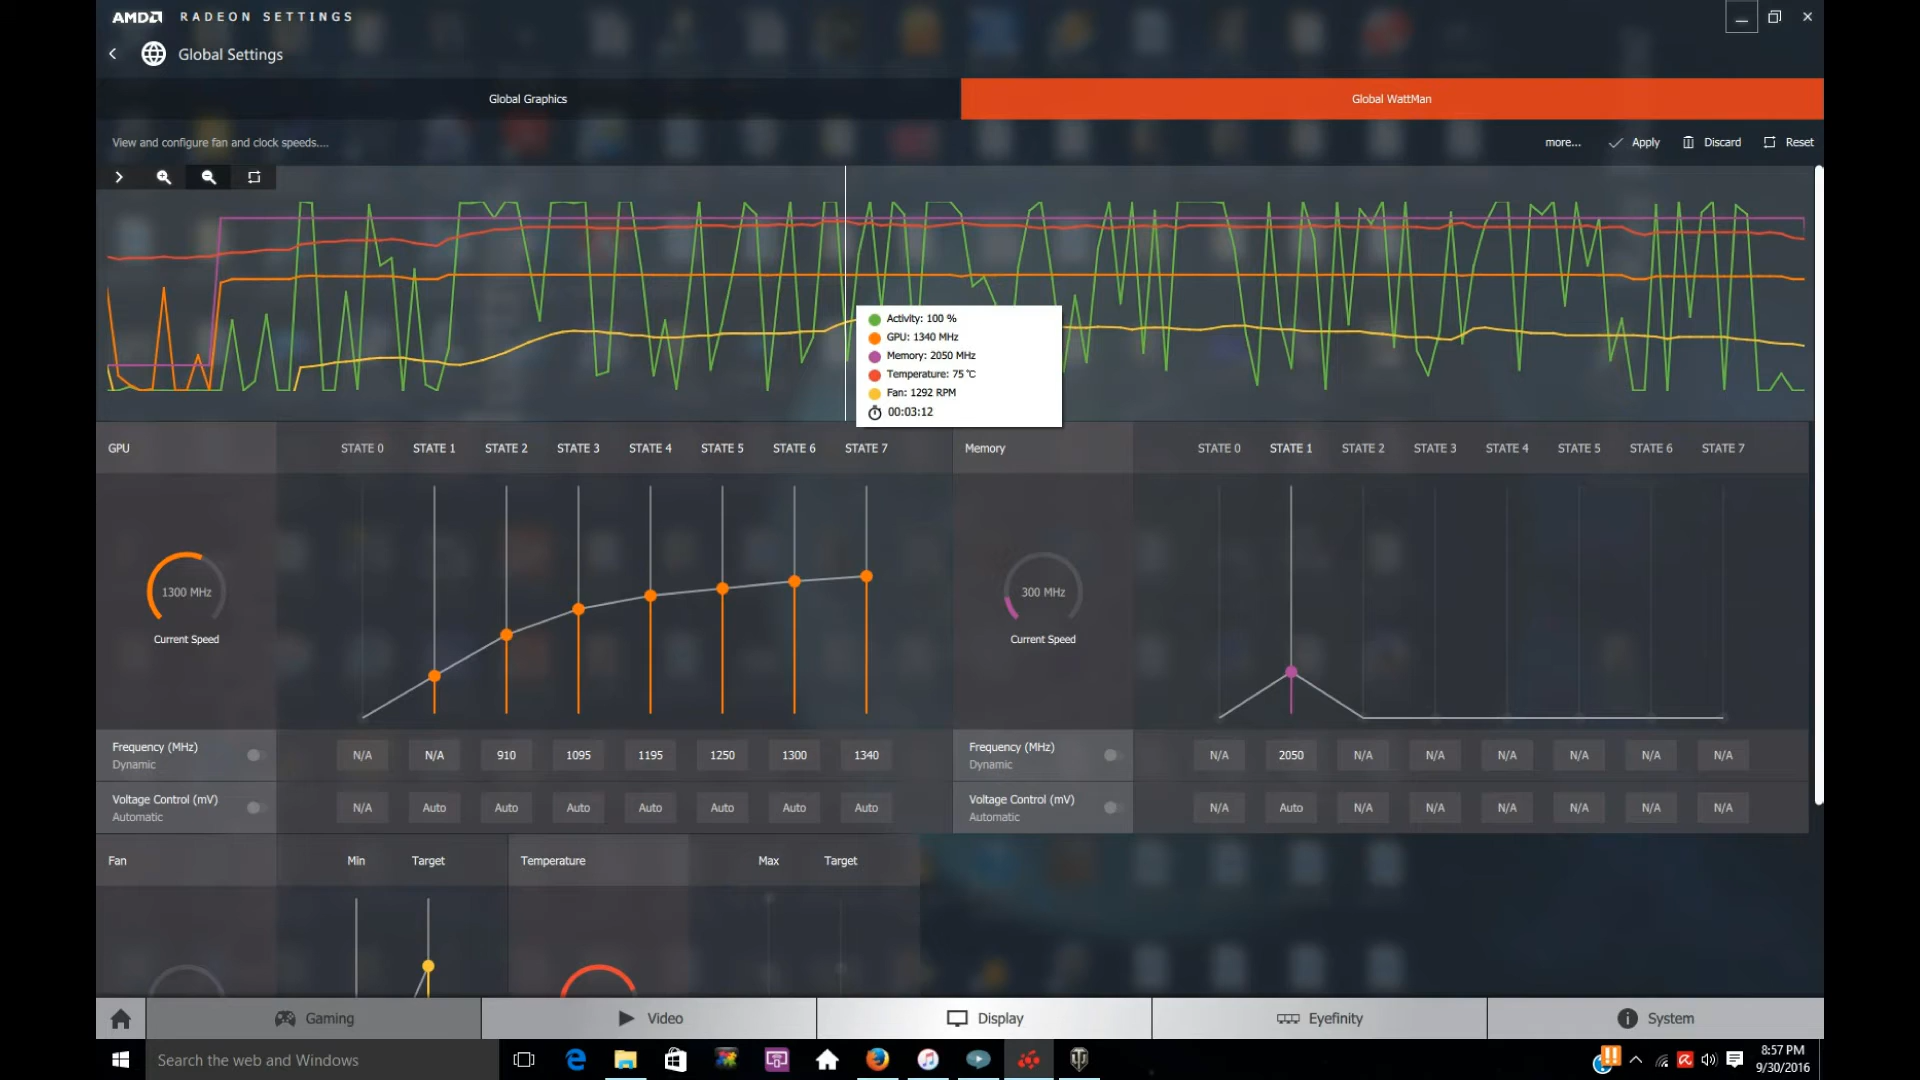 AMD RADEON SETTINGS
Global Settings
Global Graphics
Global WattMan
View and configure fan and clock speeds....
more...
Apply
Discard
Reset
Activity: 100 %
GPU: 1340 MHz
Memory: 2050 MHz
Temperature: 75 °C
Fan: 1292 RPM
00:03:12
GPU STATE 0 STATE 1 STATE 2 STATE 3 STATE 4 STATE 5 STATE 6 STATE 7
1300 MHz
Current Speed
Frequency (MHz)
Dynamic
N/A N/A 910 1095 1195 1250 1300 1340
Voltage Control (mV)
Automatic
N/A Auto Auto Auto Auto Auto Auto Auto
Memory STATE 0 STATE 1 STATE 2 STATE 3 STATE 4 STATE 5 STATE 6 STATE 7
300 MHz
Current Speed
Frequency (MHz)
Dynamic
N/A 2050 N/A N/A N/A N/A N/A N/A
Voltage Control (mV)
Automatic
N/A Auto N/A N/A N/A N/A N/A N/A
Fan Min Target
Temperature Max Target
Gaming
Video
Display
Eyefinity
System
Search the web and Windows
8:57 PM
9/30/2016